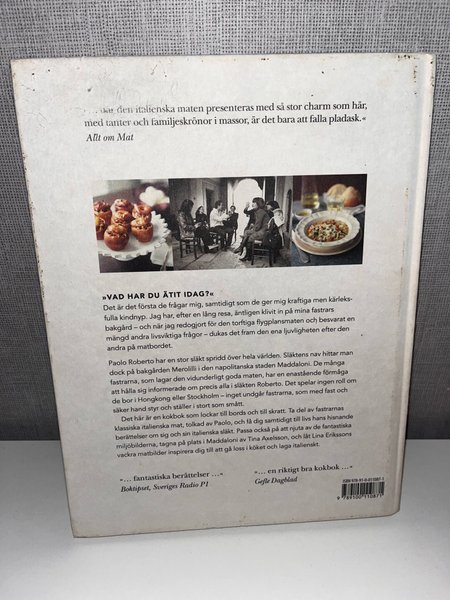 den italienska maten presenteras med så stor charm som här,
med tanter och familjeskrönor i massor, är det bara att falla pladask.«
Allt om Mat
»VAD HAR DU ÄTIT IDAG?«
Det är det första de frågar mig, samtidigt som de ger mig kraftiga men kärleks-
fulla kindnyp. Jag har, efter en lång resa, äntligen klivit in på mina fastrars
bakgård – och när jag redogjort för den torftiga flygplansmaten och besvarat en
mängd andra livsviktiga frågor – dukas det fram den ena ljuvligheten efter den
andra på matbordet.
Paolo Roberto har en stor släkt spridd över hela världen. Släktens nav hittar man
dock på bakgården Merolilli i den napolitanska staden Maddaloni. De många
fastrarna, som lagar den vidunderligt goda maten, har en enastående förmåga
att hålla sig informerade om precis alla i släkten Roberto. Det spelar ingen roll om
de bor i Hongkong eller Stockholm – inget undgår fastrarna, som med fast och
säker hand styr och ställer i stort som smått.
Det här är en kokbok som lockar till bords och till skratt. Ta del av fastrarnas
klassiska italienska mat, tolkad av Paolo, och få dig samtidigt till livs hans hisnande
berättelser om sig och sin italienska släkt. Passa också på att njuta av de fantastiska
miljöbilderna, tagna på plats i Maddaloni av Tina Axelsson, och låt Lina Erikssons
vackra matbilder inspirera dig till att gå loss i köket och laga italienskt.
»... fantastiska berättelser ...«
Boktipset, Sveriges Radio P1
»... en riktigt bra kokbok ...«
Gefle Dagblad
ISBN 978-91-0-011087-1
9 789100 110871